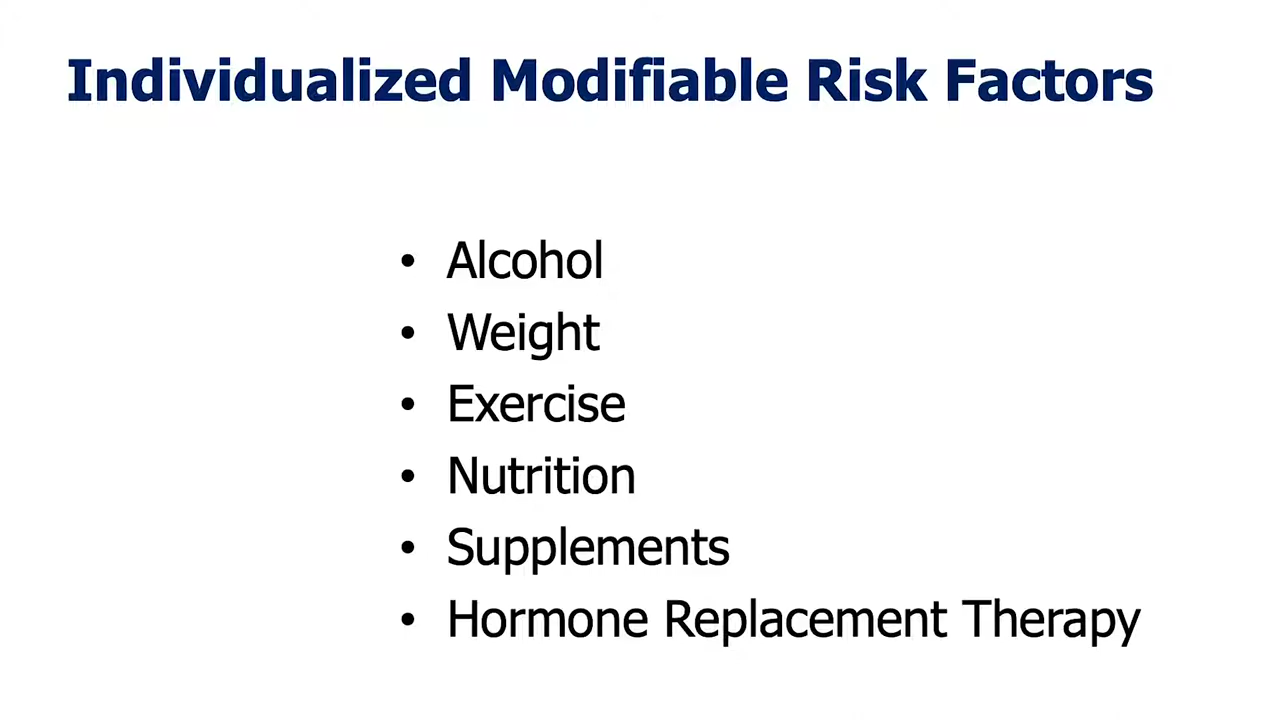 Individualized Modifiable Risk Factors
• Alcohol
• Weight
• Exercise
• Nutrition
• Supplements
• Hormone Replacement Therapy